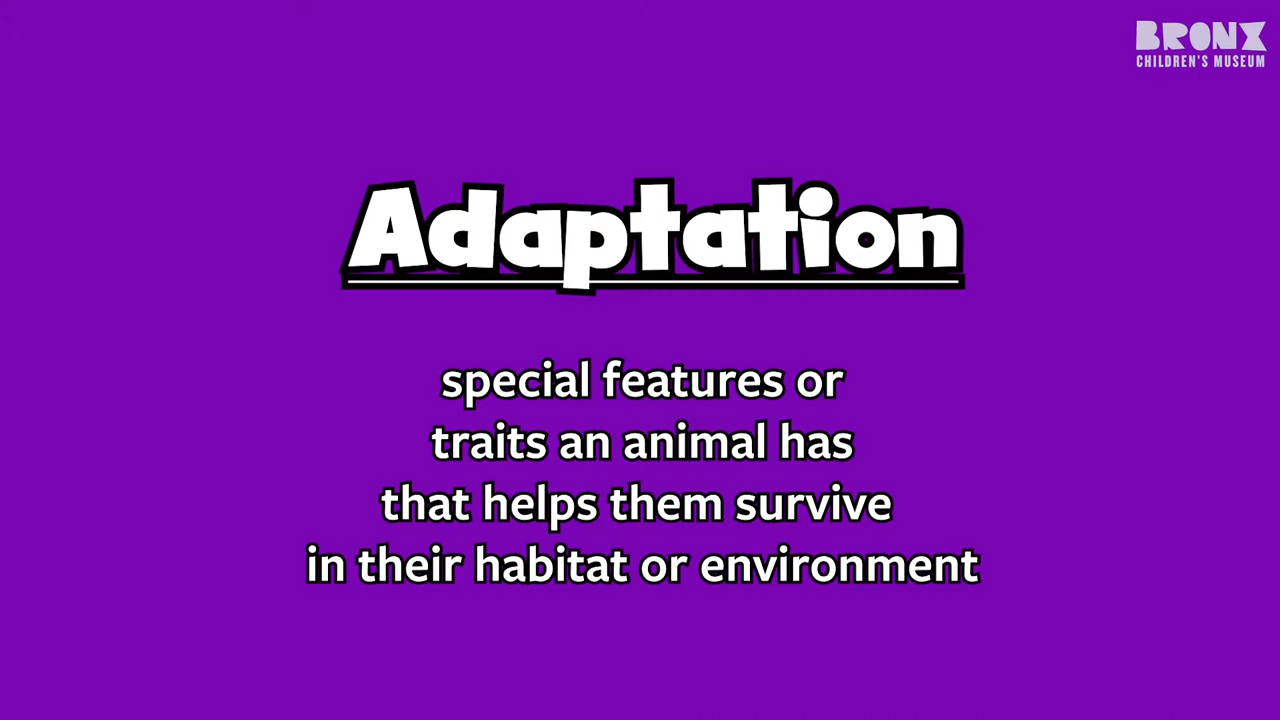 BRONX
CHILDREN'S MUSEUM
Adaptation
special features or
traits an animal has
that helps them survive
in their habitat or environment